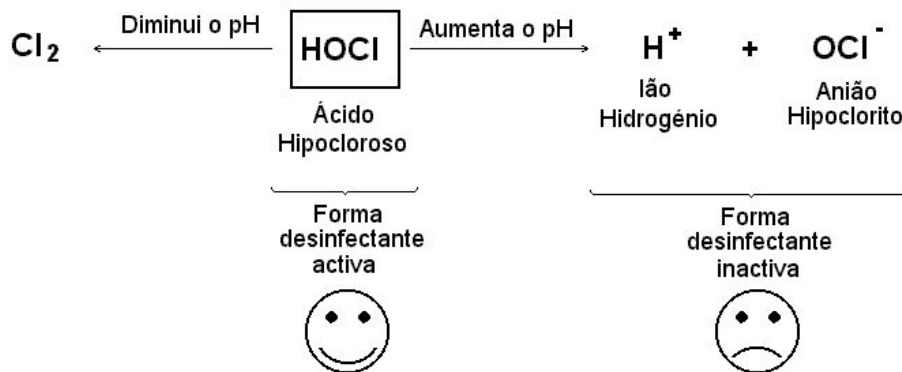 Diminui o pH
Aumenta o pH
Cl₂
HOCl
H⁺ + OCl⁻
Ácido
Hipocloroso
Ião
Hidrogénio
Anião
Hipoclorito
Forma
desinfectante
activa
Forma
desinfectante
inactiva